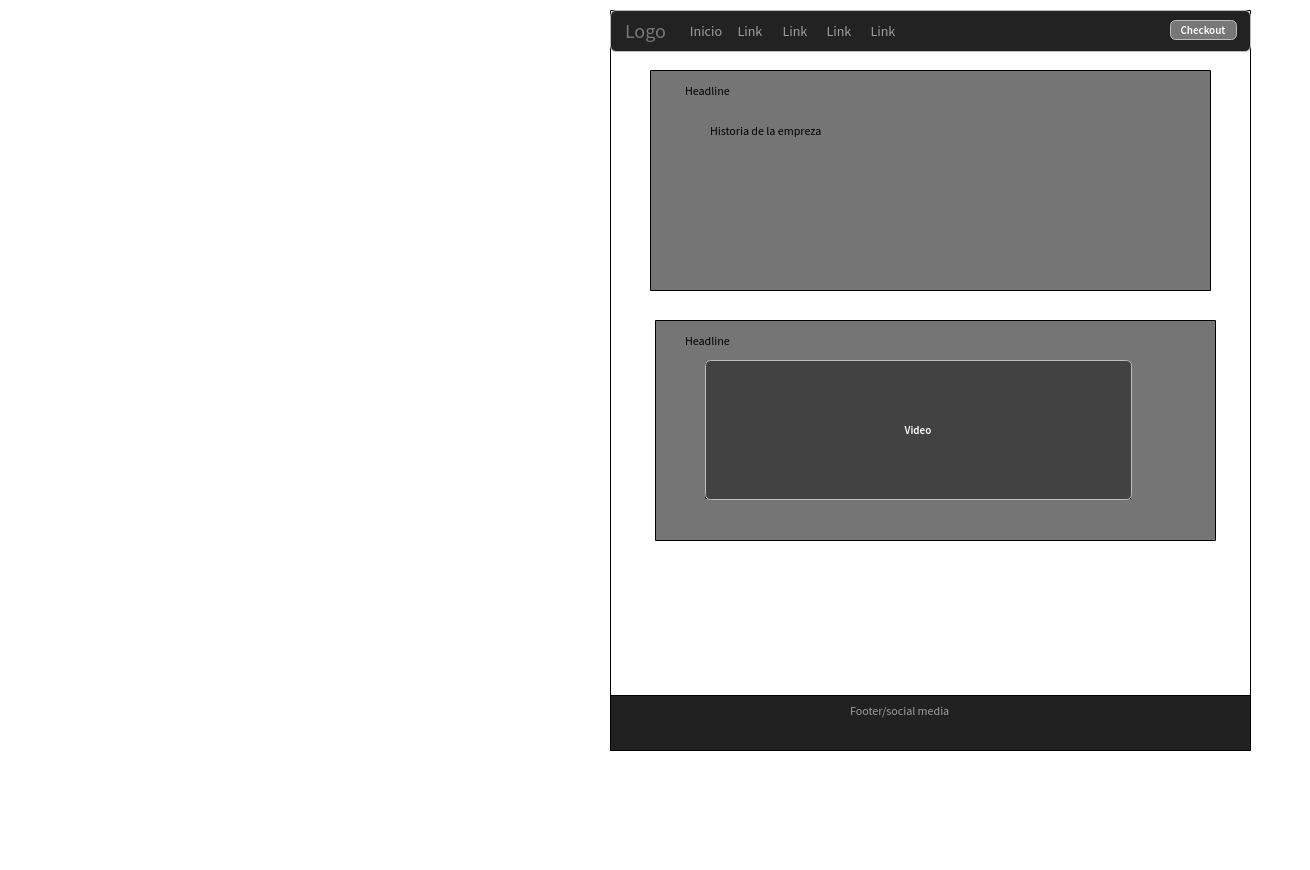 Logo Inicio Link Link Link Link Checkout
Headline
Historia de la empreza
Headline
Video
Footer/social media